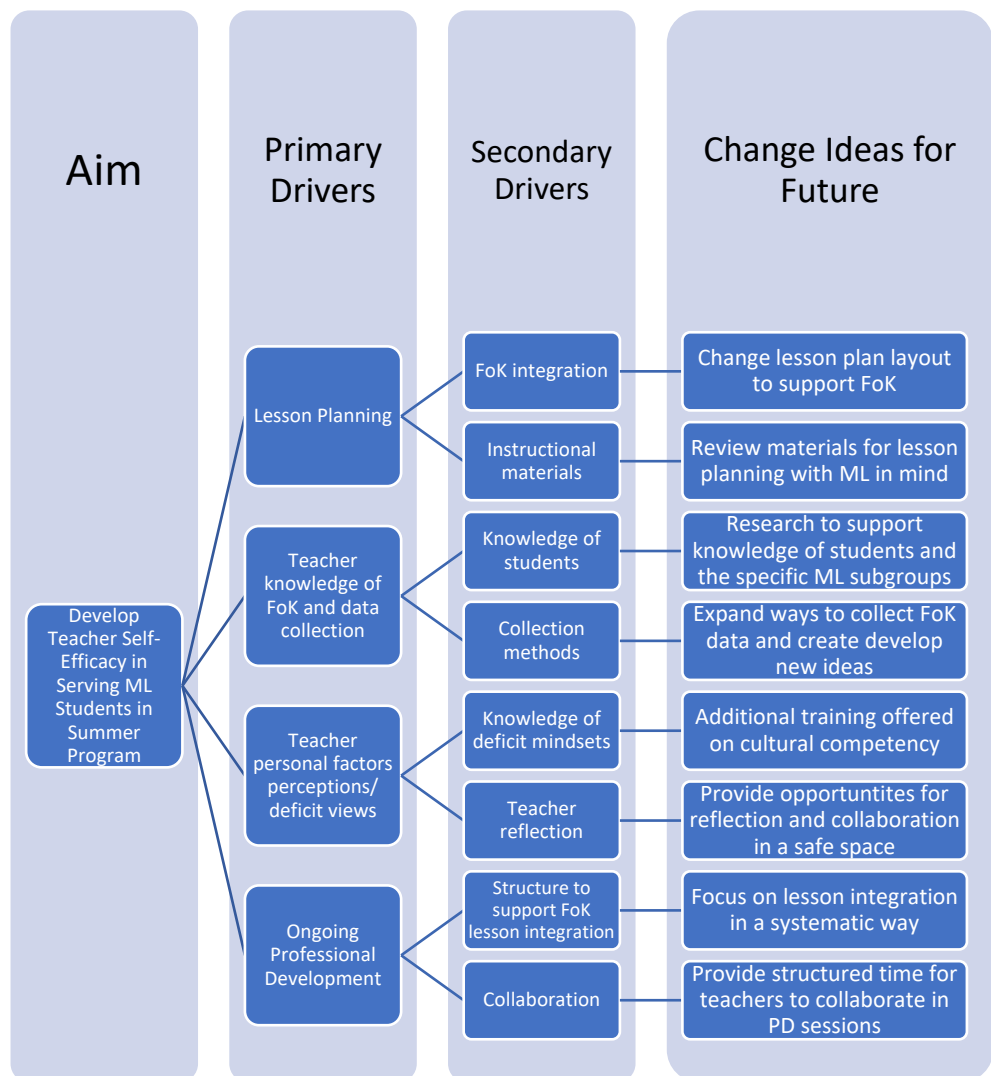 Aim
Primary
Drivers
Secondary
Drivers
Change Ideas for
Future
Develop
Teacher Self-
Efficacy in
Serving ML
Students in
Summer
Program
Lesson Planning
Teacher
knowledge of
FoK and data
collection
Teacher
personal factors
perceptions/
deficit views
Ongoing
Professional
Development
FoK integration
Instructional
materials
Knowledge of
students
Collection
methods
Knowledge of
deficit mindsets
Teacher
reflection
Structure to
support FoK
lesson integration
Collaboration
Change lesson plan layout
to support FoK
Review materials for lesson
planning with ML in mind
Research to support
knowledge of students and
the specific ML subgroups
Expand ways to collect FoK
data and create develop
new ideas
Additional training offered
on cultural competency
Provide opportuntites for
reflection and collaboration
in a safe space
Focus on lesson integration
in a systematic way
Provide structured time for
teachers to collaborate in
PD sessions